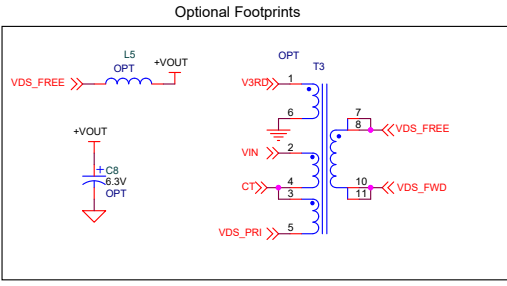 Optional Footprints
L5
OPT
+VOUT
VDS_FREE
+VOUT
+
C8
6.3V
OPT
OPT
T3
V3RD
1
6
VIN
2
CT
4
3
VDS_PRI
5
7
8
VDS_FREE
10
VDS_FWD
11